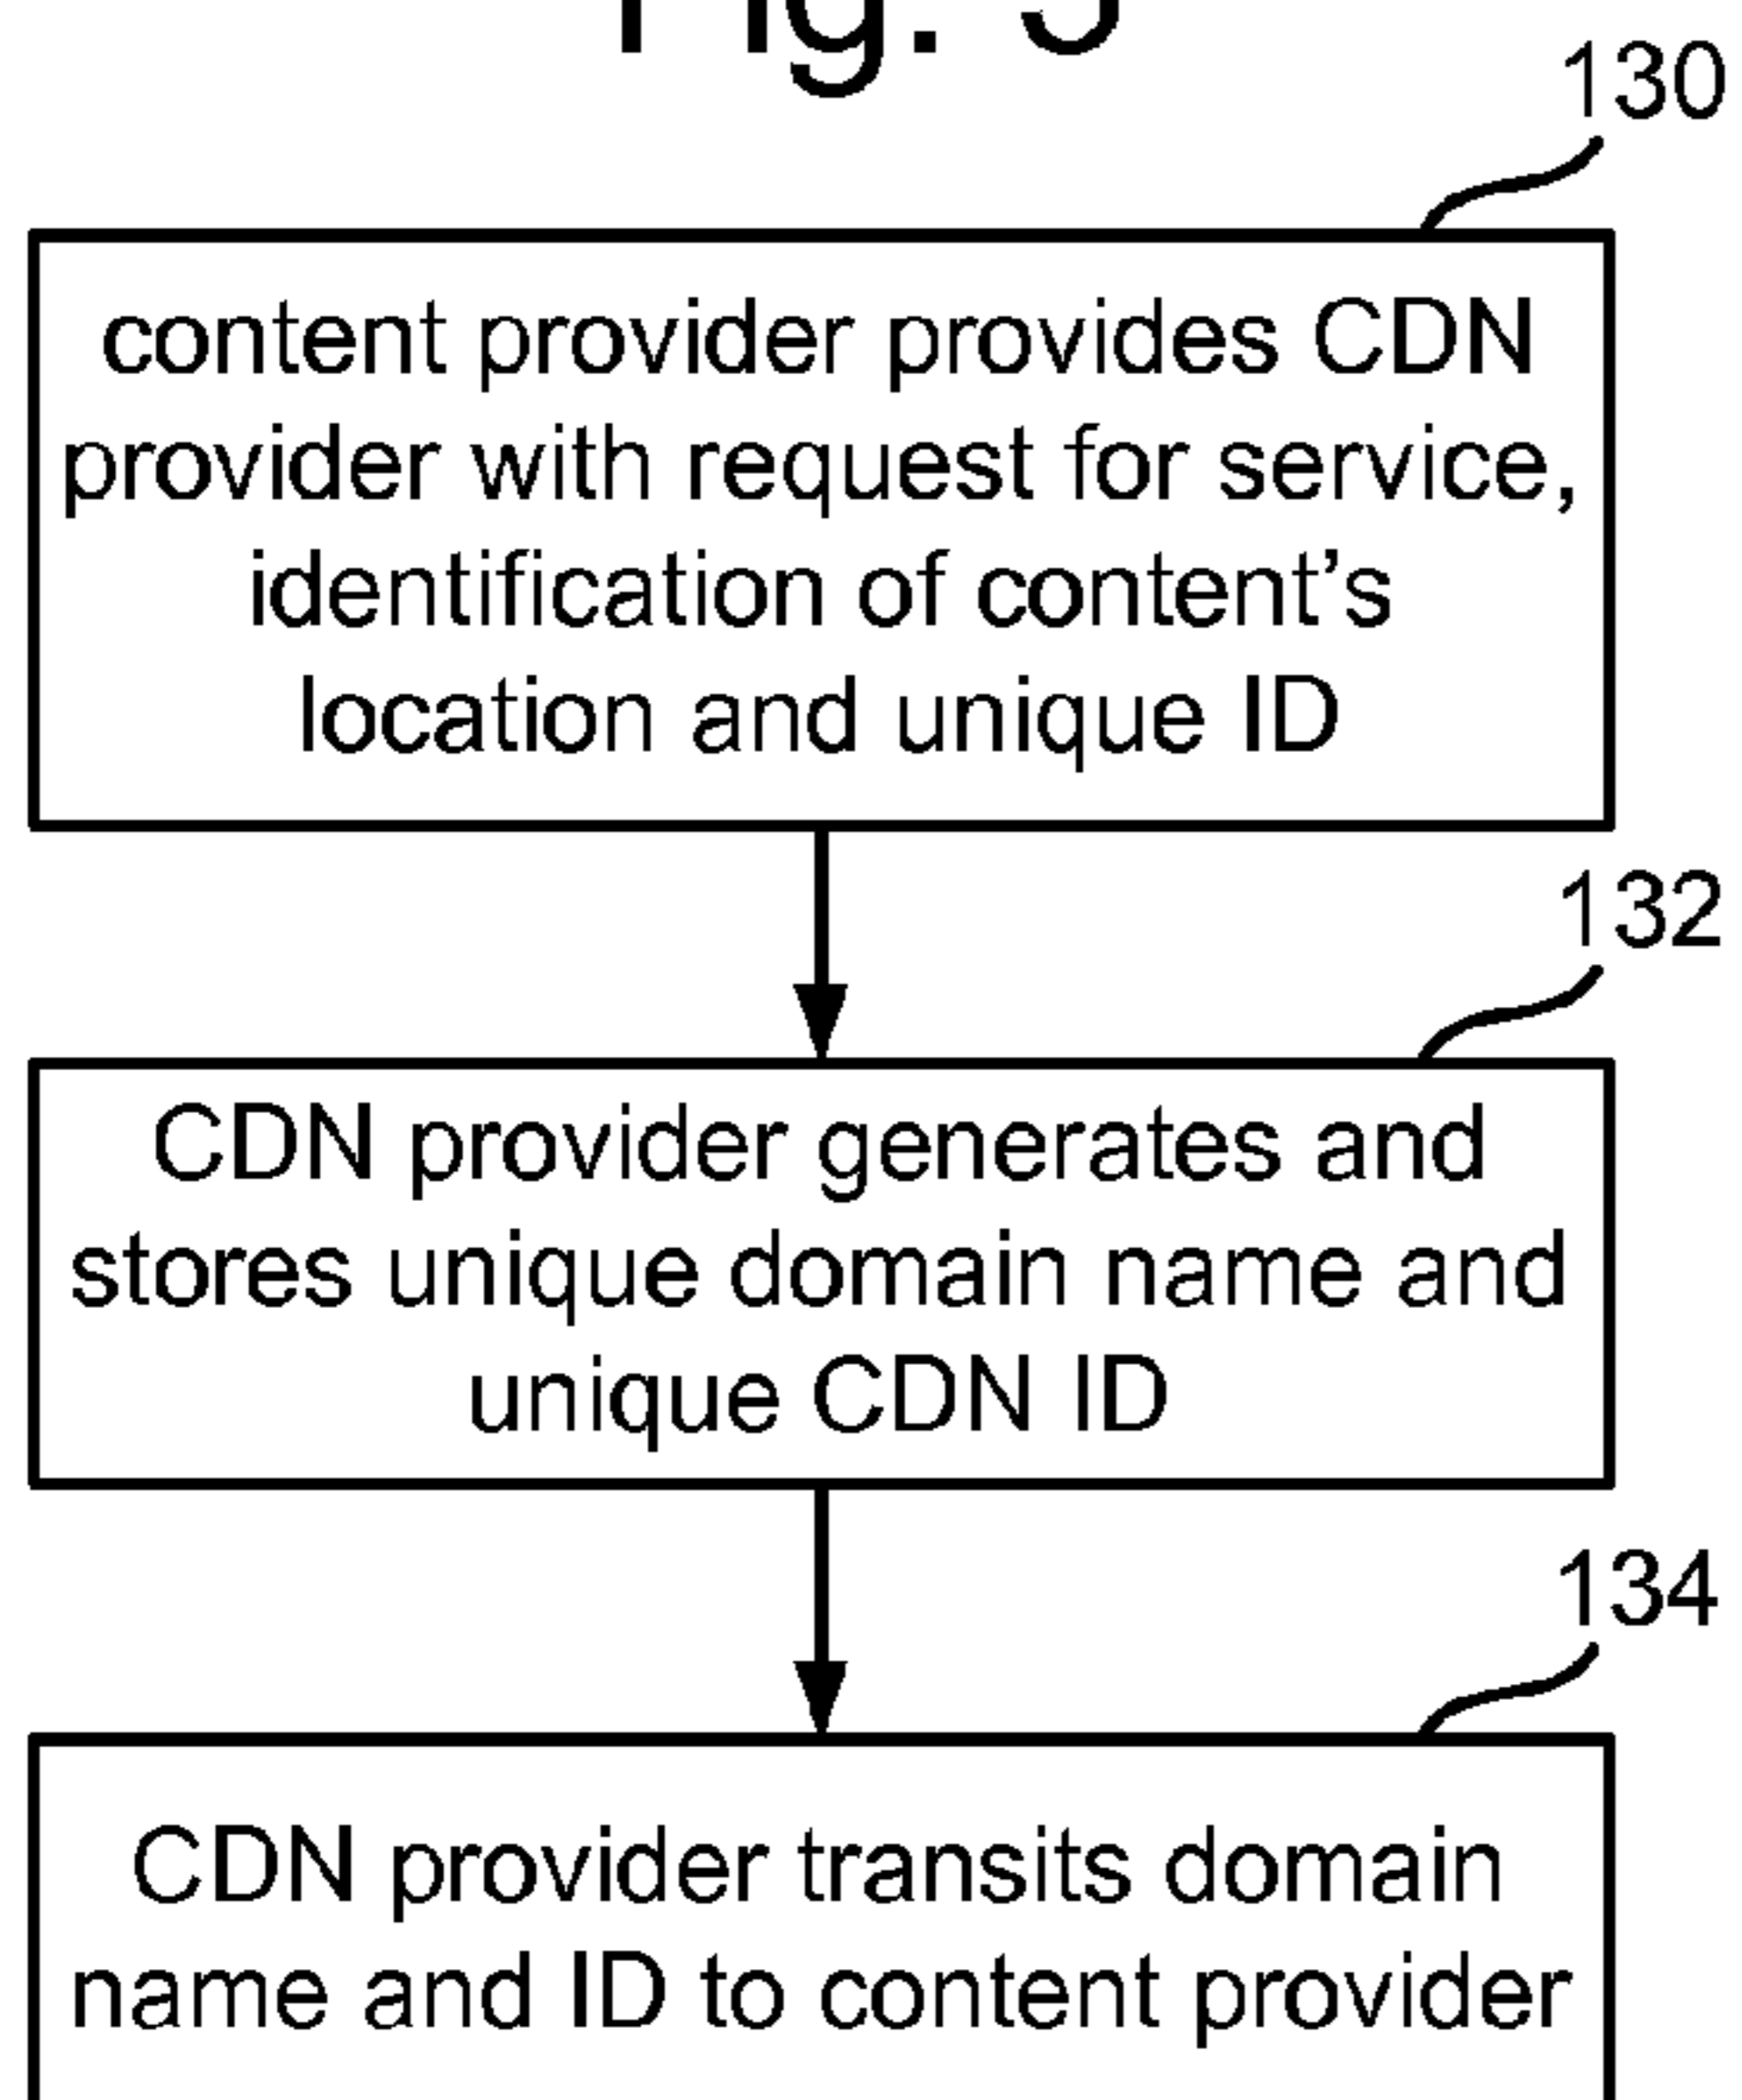 Fig.
130
content provider provides CDN
provider with request for service,
identification of content’s
location and unique ID
132
CDN provider generates and
stores unique domain name and
unique CDN ID
134
CDN provider transits domain
name and ID to content provider